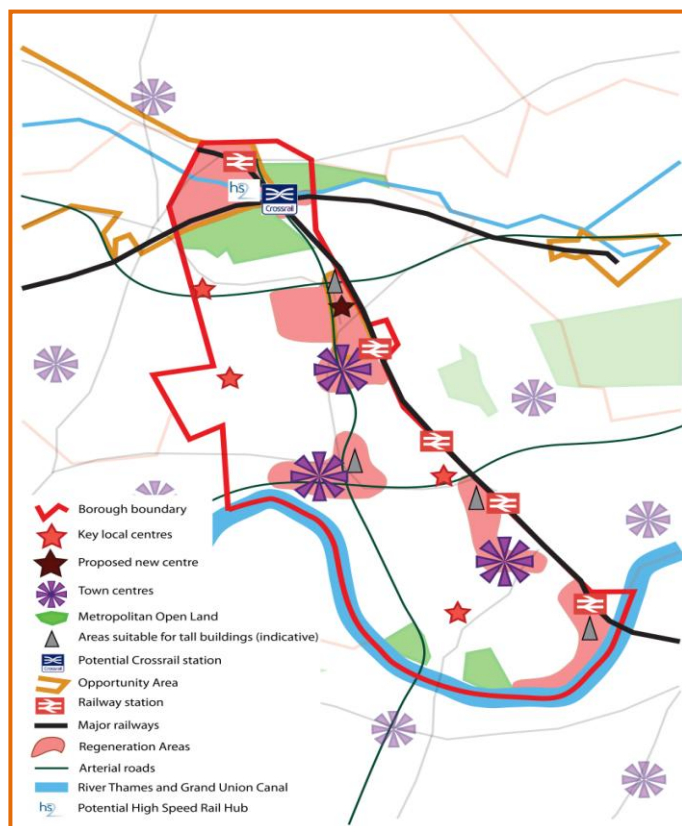 hs2
Crossrail
Borough boundary
Key local centres
Proposed new centre
Town centres
Metropolitan Open Land
Areas suitable for tall buildings (indicative)
Crossrail
Potential Crossrail station
Opportunity Area
Railway station
Major railways
Regeneration Areas
Arterial roads
River Thames and Grand Union Canal
hs2
Potential High Speed Rail Hub